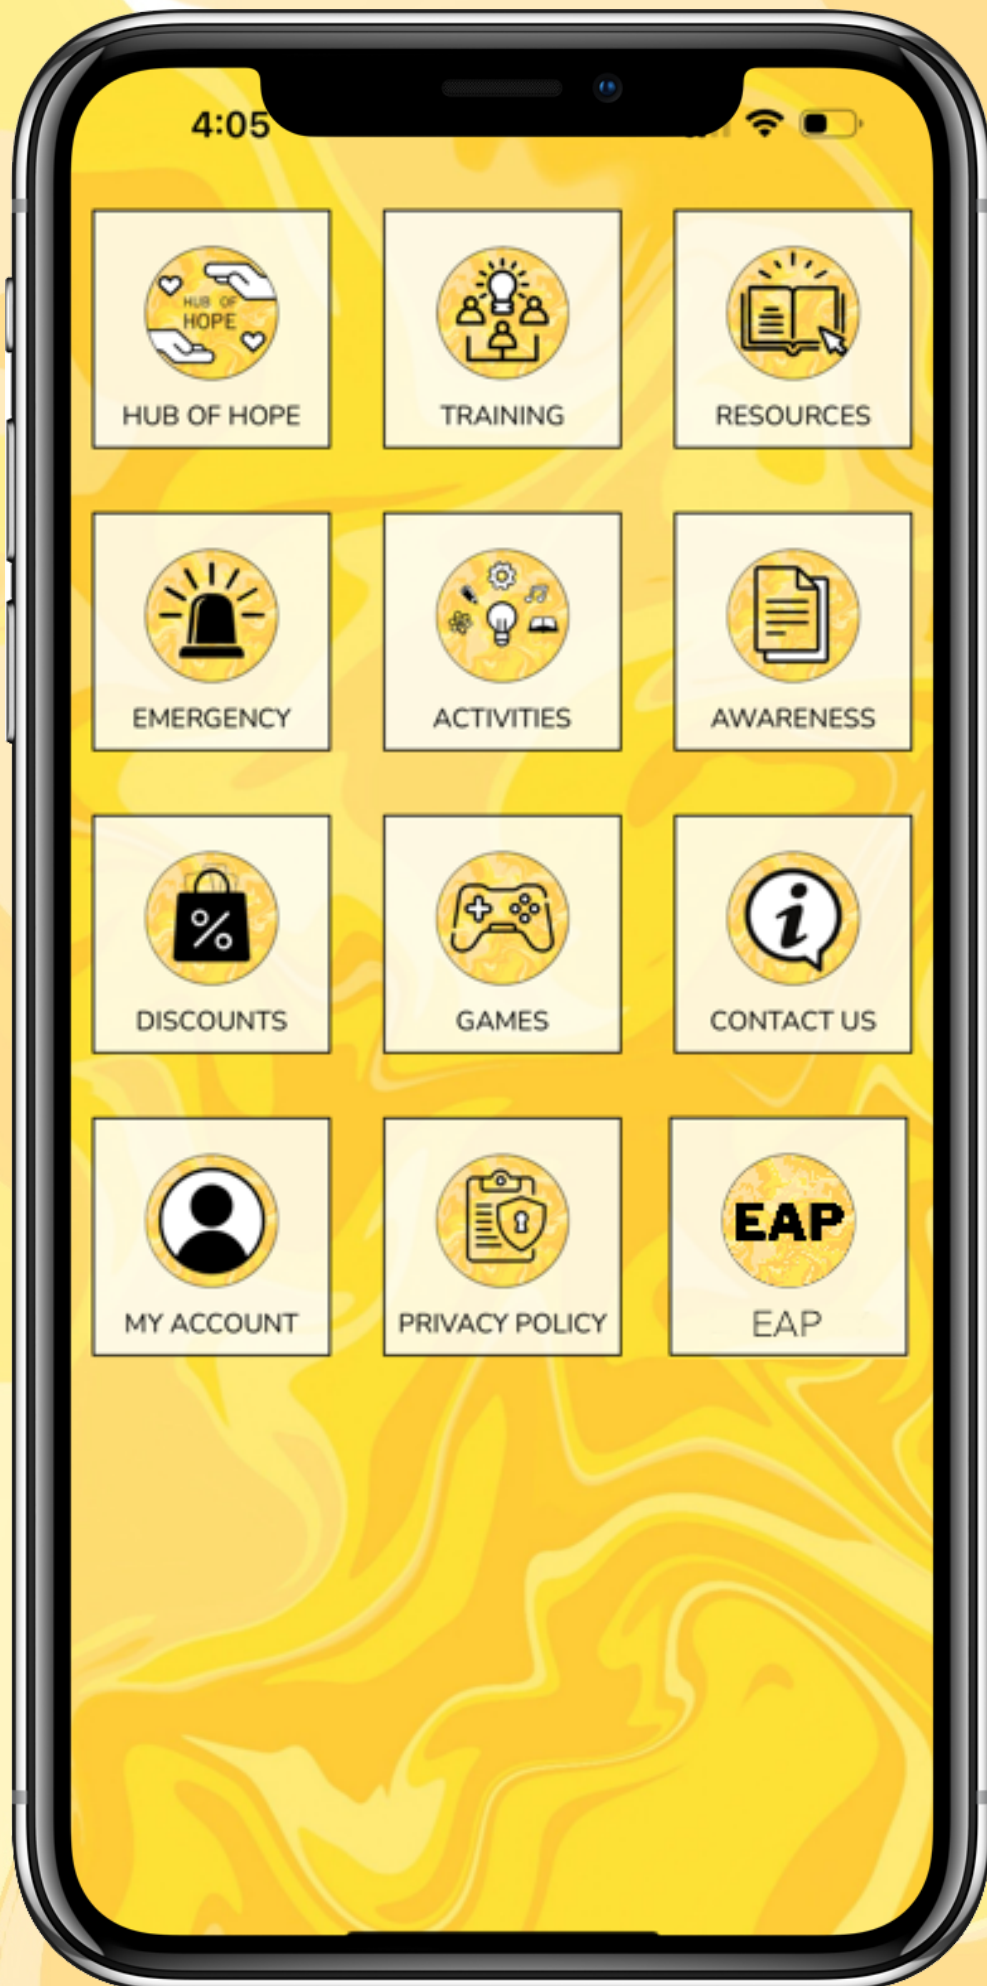 4:05
HUB OF
HOPE
HUB OF HOPE
TRAINING
RESOURCES
EMERGENCY
ACTIVITIES
AWARENESS
%
DISCOUNTS
GAMES
i
CONTACT US
MY ACCOUNT
PRIVACY POLICY
EAP
EAP